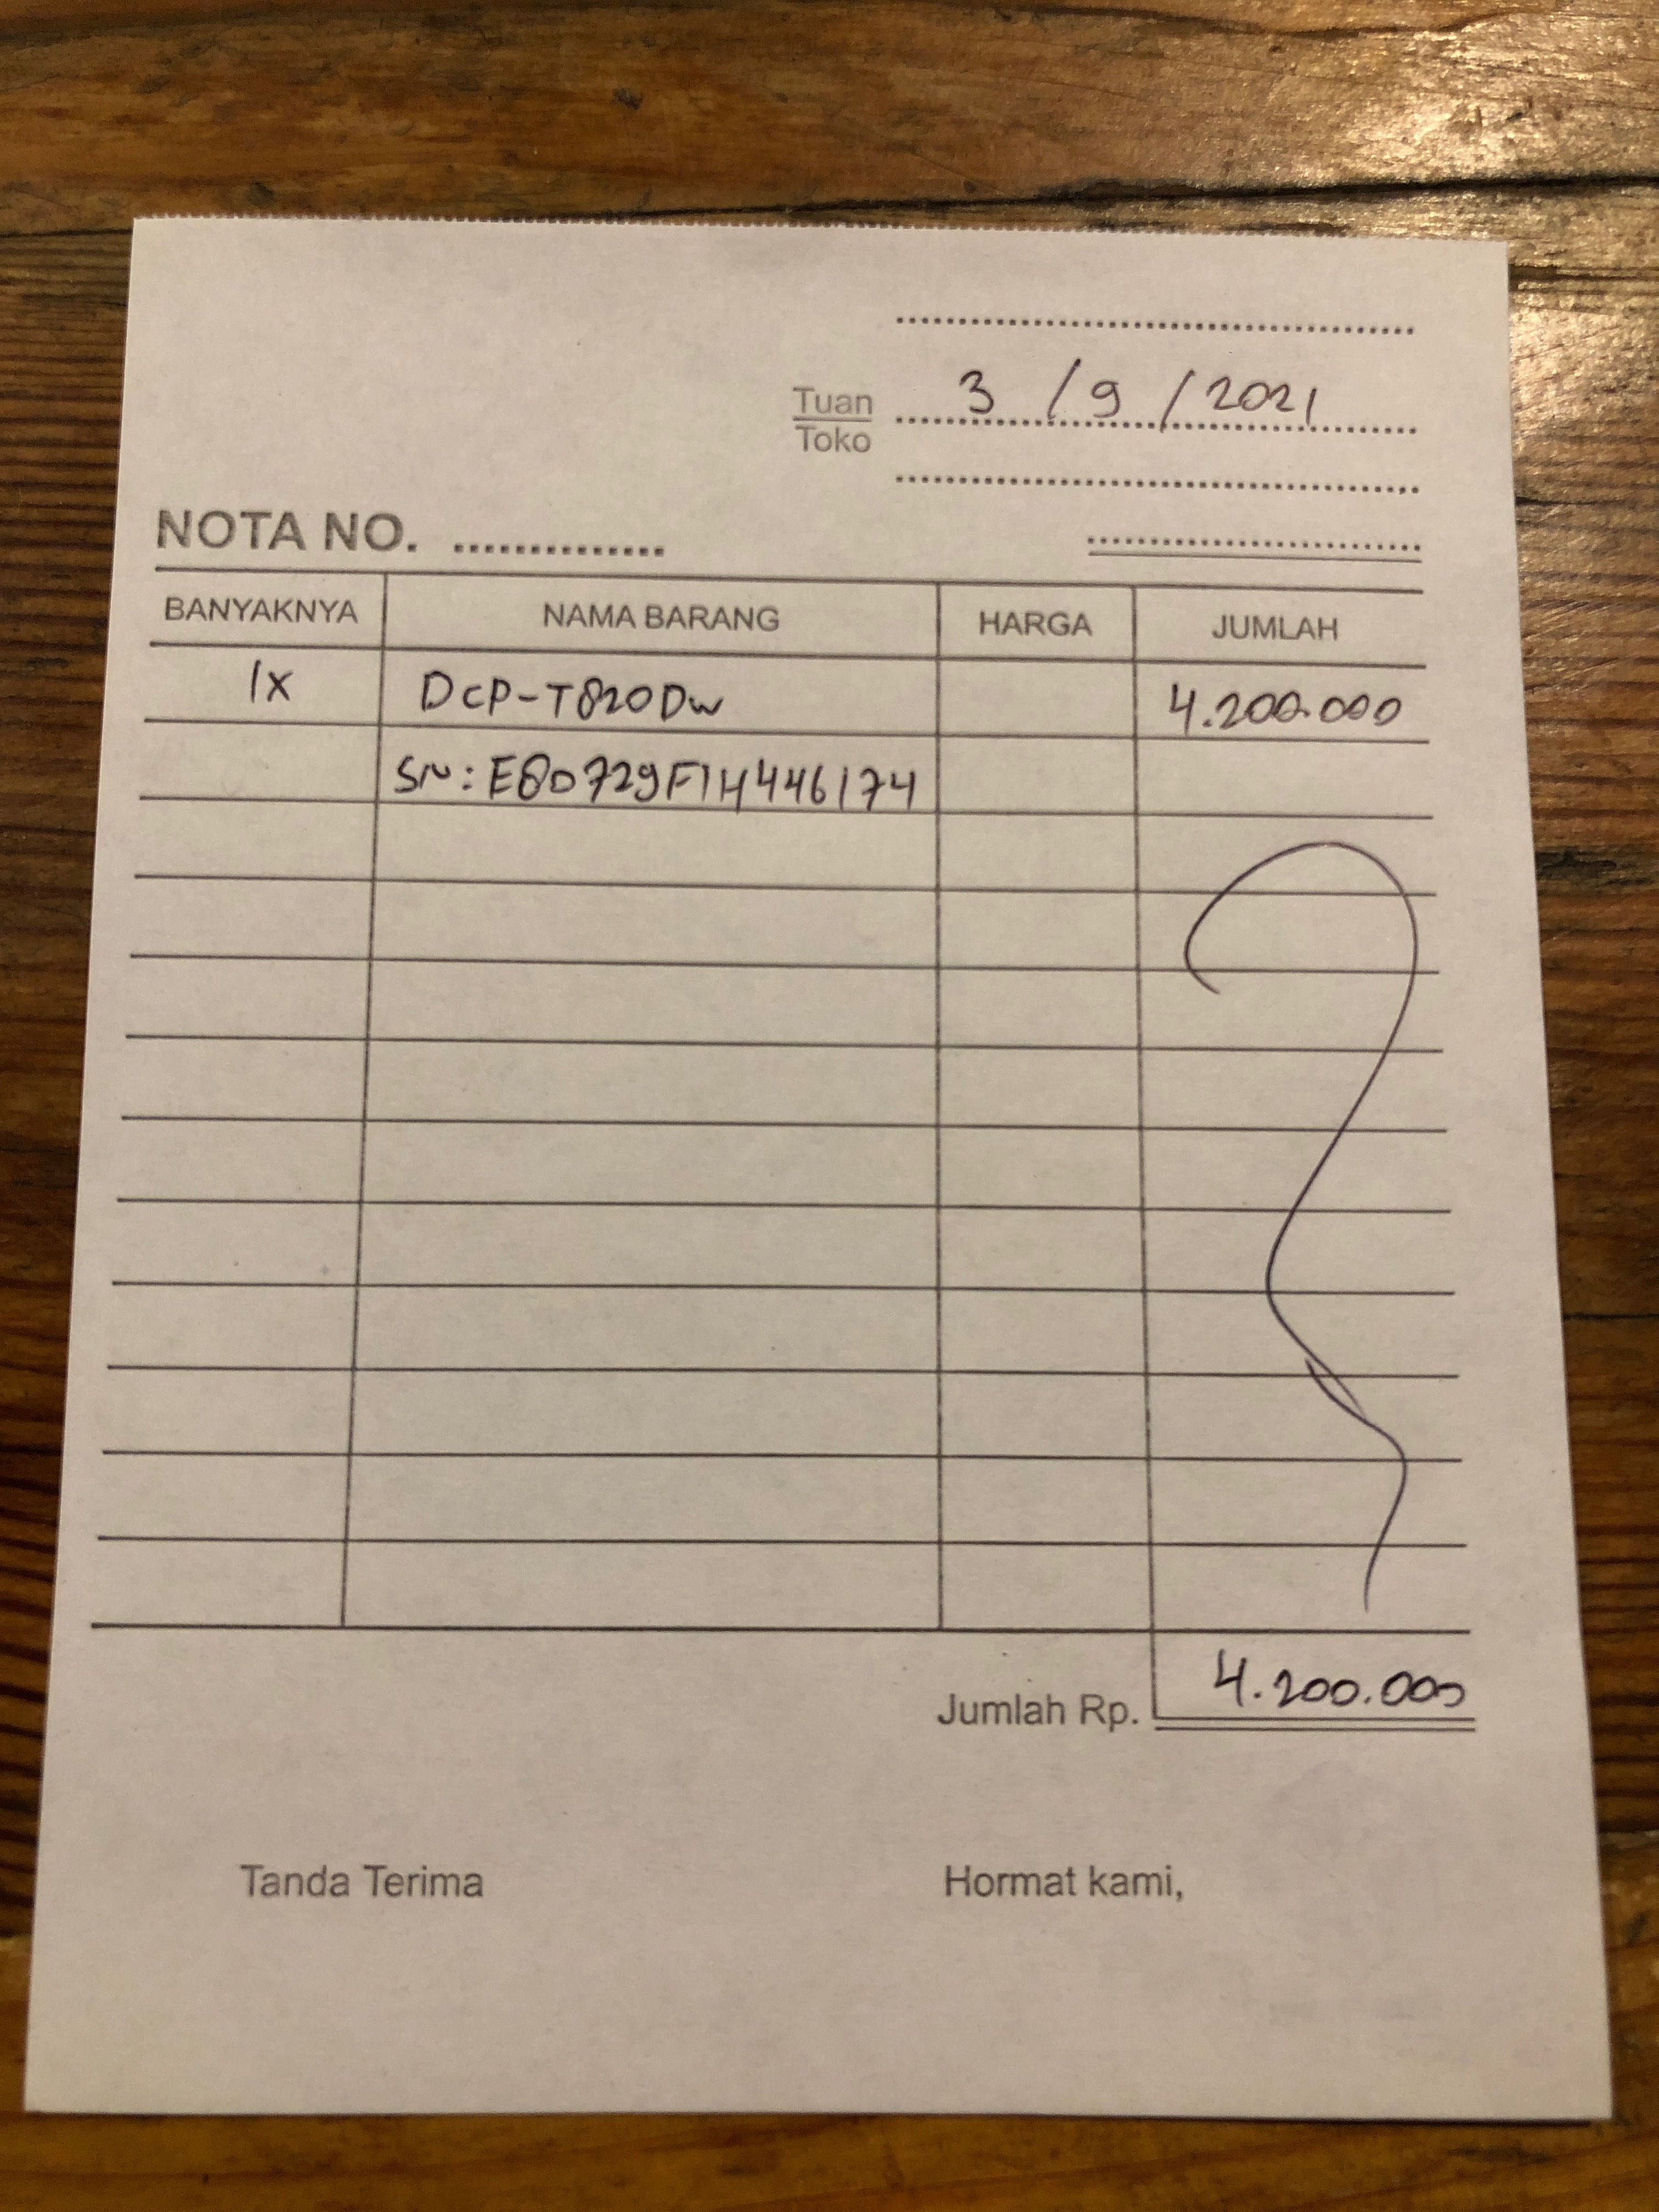 Tuan
Toko
3 / 9 / 2021
NOTA NO. ..............
BANYAKNYA NAMA BARANG HARGA JUMLAH
1x DCP-T820DW 4.200.000
SN: E80729F1H446174
Jumlah Rp. 4.200.000
Tanda Terima Hormat kami,